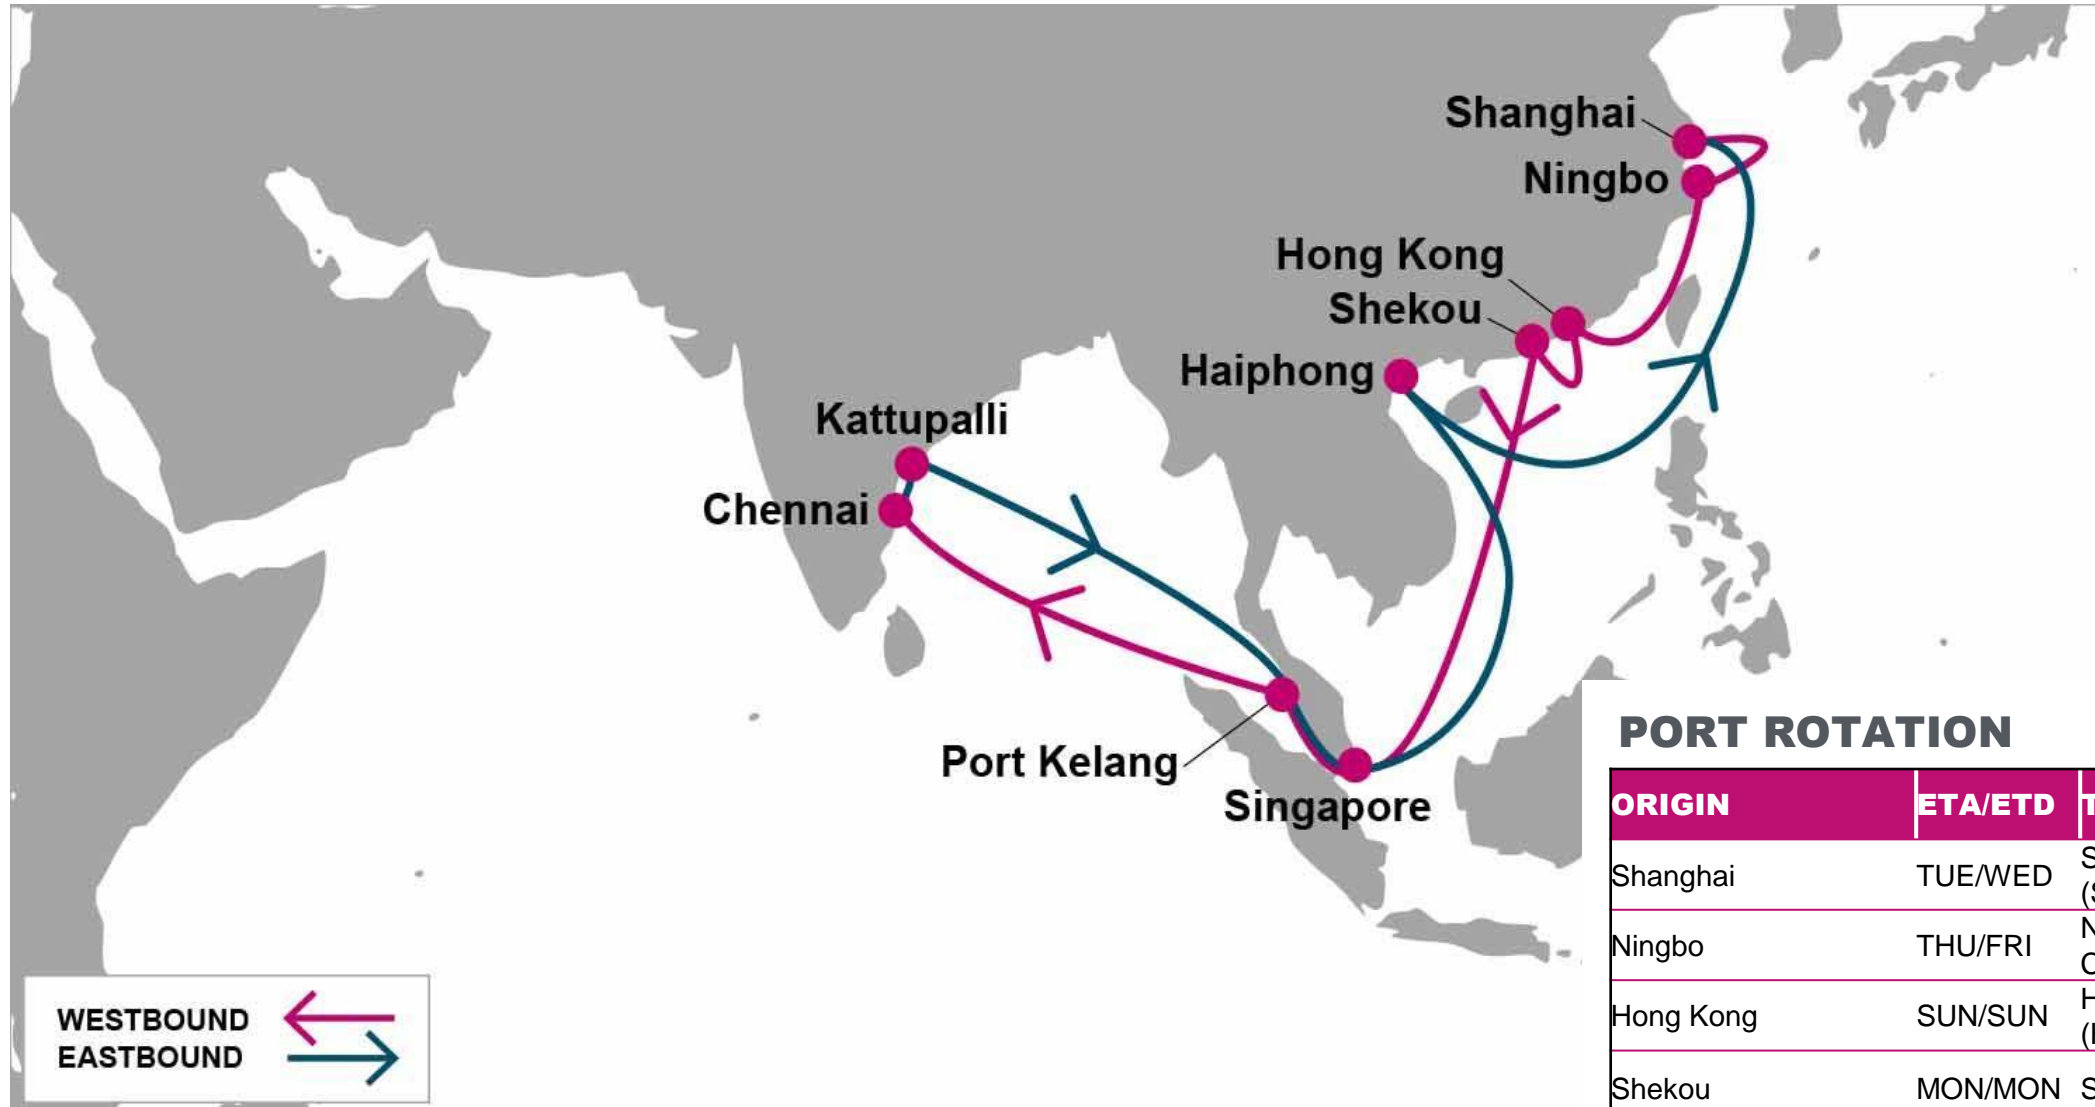 Shanghai
Ningbo
Hong Kong
Shekou
Haiphong
Kattupalli
Chennai
Port Kelang
Singapore
WESTBOUND
EASTBOUND
PORT ROTATION
ORIGIN ETA/ETD
Shanghai TUE/WED
Ningbo THU/FRI
Hong Kong SUN/SUN
Shekou MON/MON